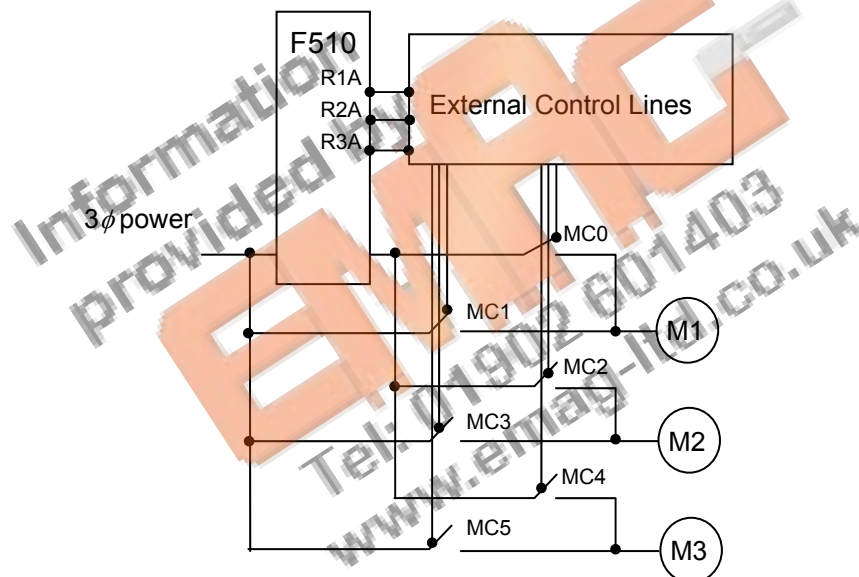 F510
R1A
R2A
R3A
External Control Lines
3ϕ power
MC0
MC1
M1
MC2
MC3
M2
MC4
MC5
M3
Information
provided by
EMAG
Tel: 01902 601403
www.emag-ltd.co.uk